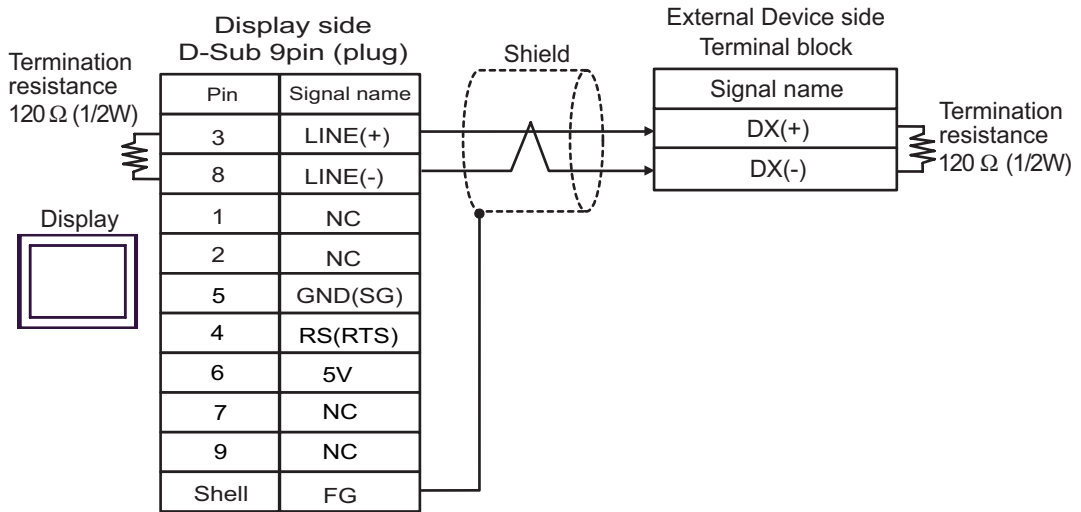 Display side
D-Sub 9pin (plug)
Termination
resistance
120 Ω (1/2W)
Pin Signal name
3 LINE(+)
8 LINE(-)
1 NC
2 NC
5 GND(SG)
4 RS(RTS)
6 5V
7 NC
9 NC
Shell FG
Display
Shield
External Device side
Terminal block
Signal name
DX(+)
DX(-)
Termination
resistance
120 Ω (1/2W)